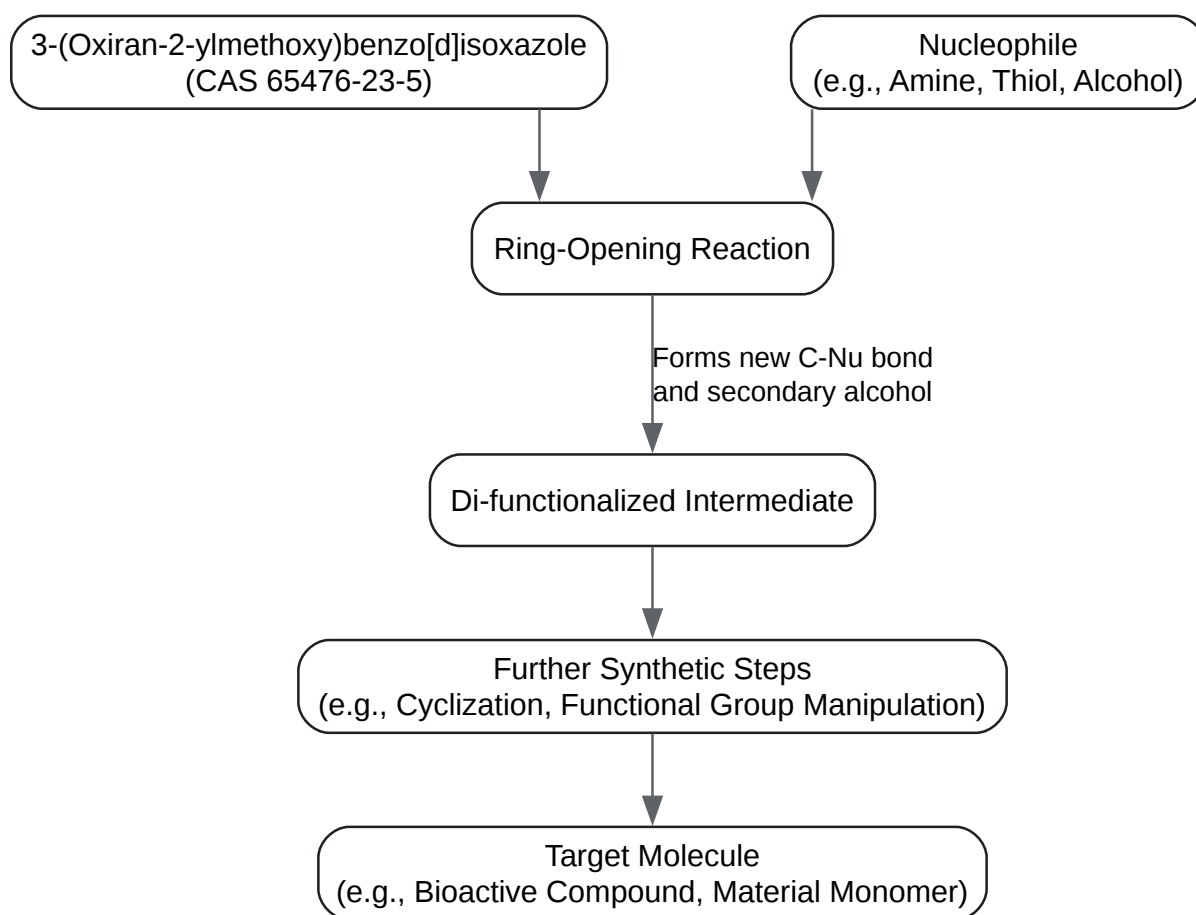 3-(Oxiran-2-ylmethoxy)benzo[d]isoxazole
(CAS 65476-23-5)
Nucleophile
(e.g., Amine, Thiol, Alcohol)
Ring-Opening Reaction
Forms new C-Nu bond
and secondary alcohol
Di-functionalized Intermediate
Further Synthetic Steps
(e.g., Cyclization, Functional Group Manipulation)
Target Molecule
(e.g., Bioactive Compound, Material Monomer)